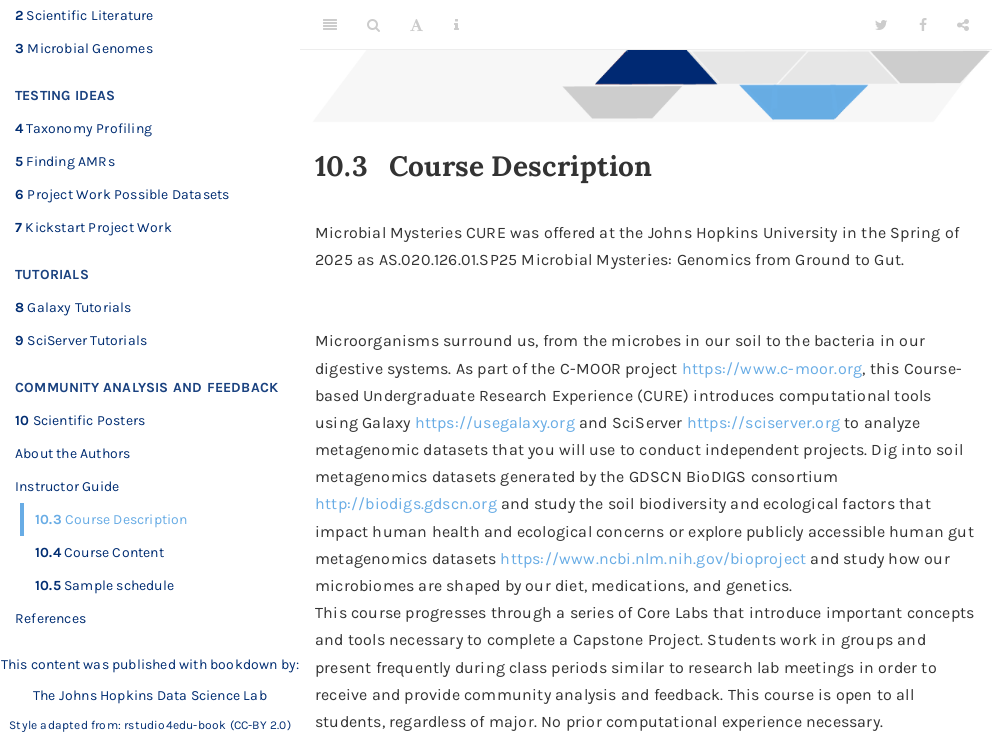 2 Scientific Literature
3 Microbial Genomes
TESTING IDEAS
4 Taxonomy Profiling
5 Finding AMRs
6 Project Work Possible Datasets
7 Kickstart Project Work
TUTORIALS
8 Galaxy Tutorials
9 SciServer Tutorials
COMMUNITY ANALYSIS AND FEEDBACK
10 Scientific Posters
About the Authors
Instructor Guide
10.3 Course Description
10.4 Course Content
10.5 Sample schedule
References
This content was published with bookdown by:
The Johns Hopkins Data Science Lab
Style adapted from: rstudio4edu-book (CC-BY 2.0)
10.3 Course Description
Microbial Mysteries CURE was offered at the Johns Hopkins University in the Spring of
2025 as AS.020.126.01.SP25 Microbial Mysteries: Genomics from Ground to Gut.
Microorganisms surround us, from the microbes in our soil to the bacteria in our
digestive systems. As part of the C-MOOR project https://www.c-moor.org, this Course-
based Undergraduate Research Experience (CURE) introduces computational tools
using Galaxy https://usegalaxy.org and SciServer https://sciserver.org to analyze
metagenomic datasets that you will use to conduct independent projects. Dig into soil
metagenomics datasets generated by the GDSCN BioDIGS consortium
http://biodigs.gdscn.org and study the soil biodiversity and ecological factors that
impact human health and ecological concerns or explore publicly accessible human gut
metagenomics datasets https://www.ncbi.nlm.nih.gov/bioproject and study how our
microbiomes are shaped by our diet, medications, and genetics.
This course progresses through a series of Core Labs that introduce important concepts
and tools necessary to complete a Capstone Project. Students work in groups and
present frequently during class periods similar to research lab meetings in order to
receive and provide community analysis and feedback. This course is open to all
students, regardless of major. No prior computational experience necessary.